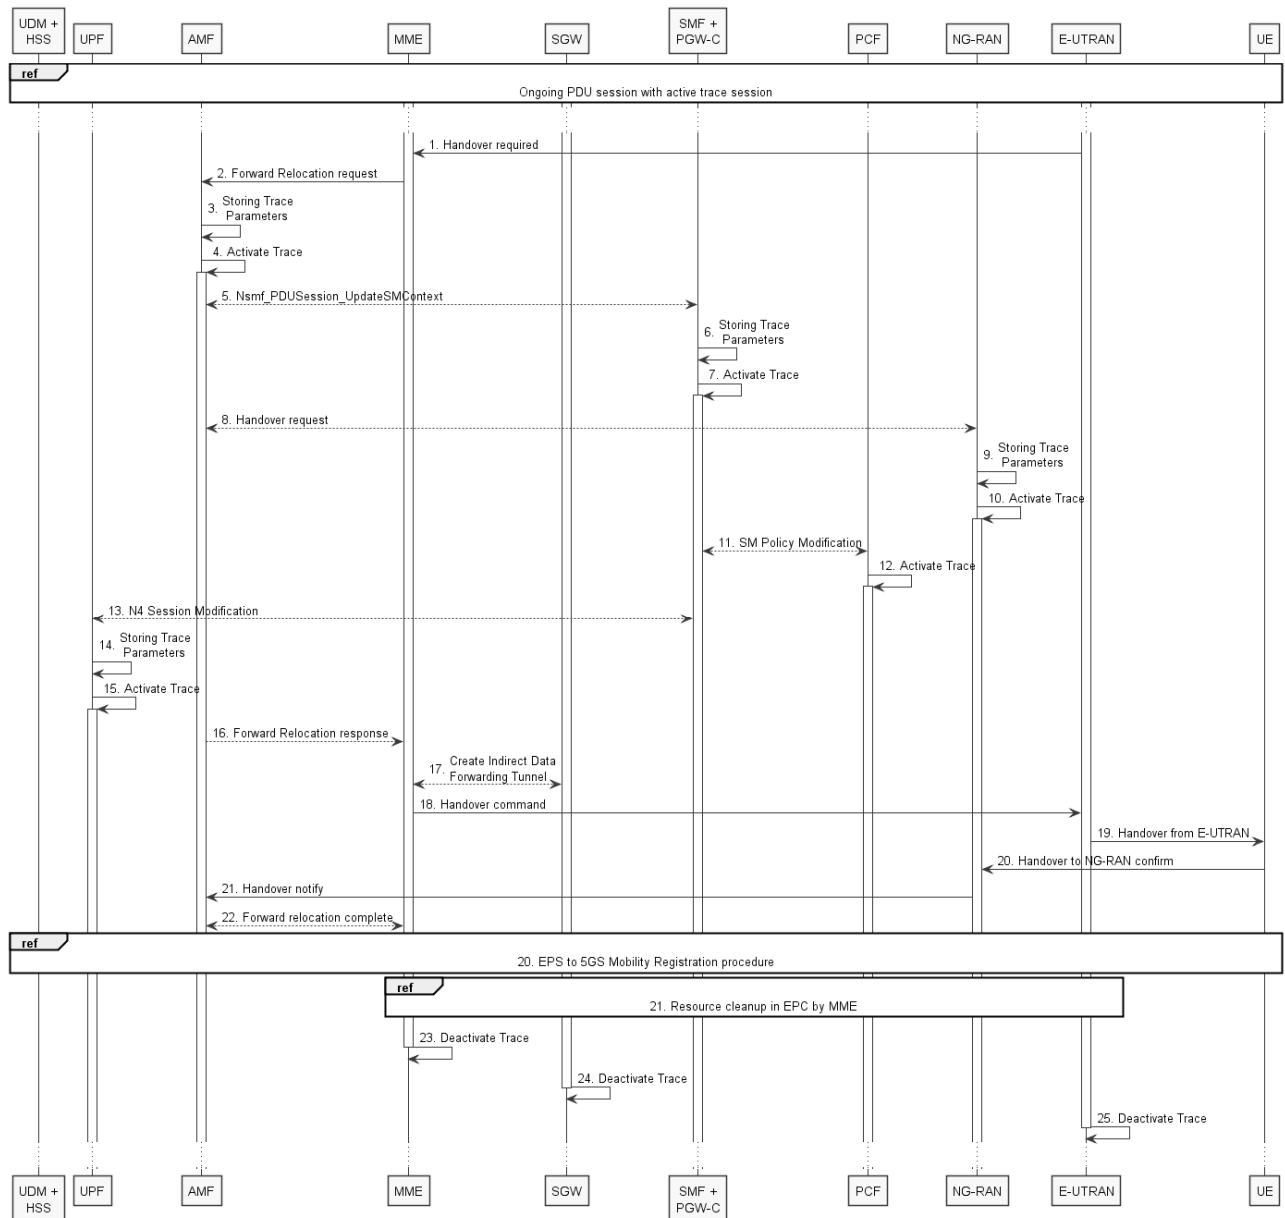 UDM +
HSS
UPF
AMF
MME
SGW
SMF +
PGW-C
PCF
NG-RAN
E-UTRAN
UE
ref
Ongoing PDU session with active trace session
1. Handover required
2. Forward Relocation request
3. Storing Trace
Parameters
4. Activate Trace
5. Nsmf_PDUSession_UpdateSMContext
6. Storing Trace
Parameters
7. Activate Trace
8. Handover request
9. Storing Trace
Parameters
10. Activate Trace
11. SM Policy Modification
12. Activate Trace
13. N4 Session Modification
14. Storing Trace
Parameters
15. Activate Trace
16. Forward Relocation response
17. Create Indirect Data
Forwarding Tunnel
18. Handover command
19. Handover from E-UTRAN
20. Handover to NG-RAN confirm
21. Handover notify
22. Forward relocation complete
ref
20. EPS to 5GS Mobility Registration procedure
ref
21. Resource cleanup in EPC by MME
23. Deactivate Trace
24. Deactivate Trace
25. Deactivate Trace
UDM +
HSS
UPF
AMF
MME
SGW
SMF +
PGW-C
PCF
NG-RAN
E-UTRAN
UE